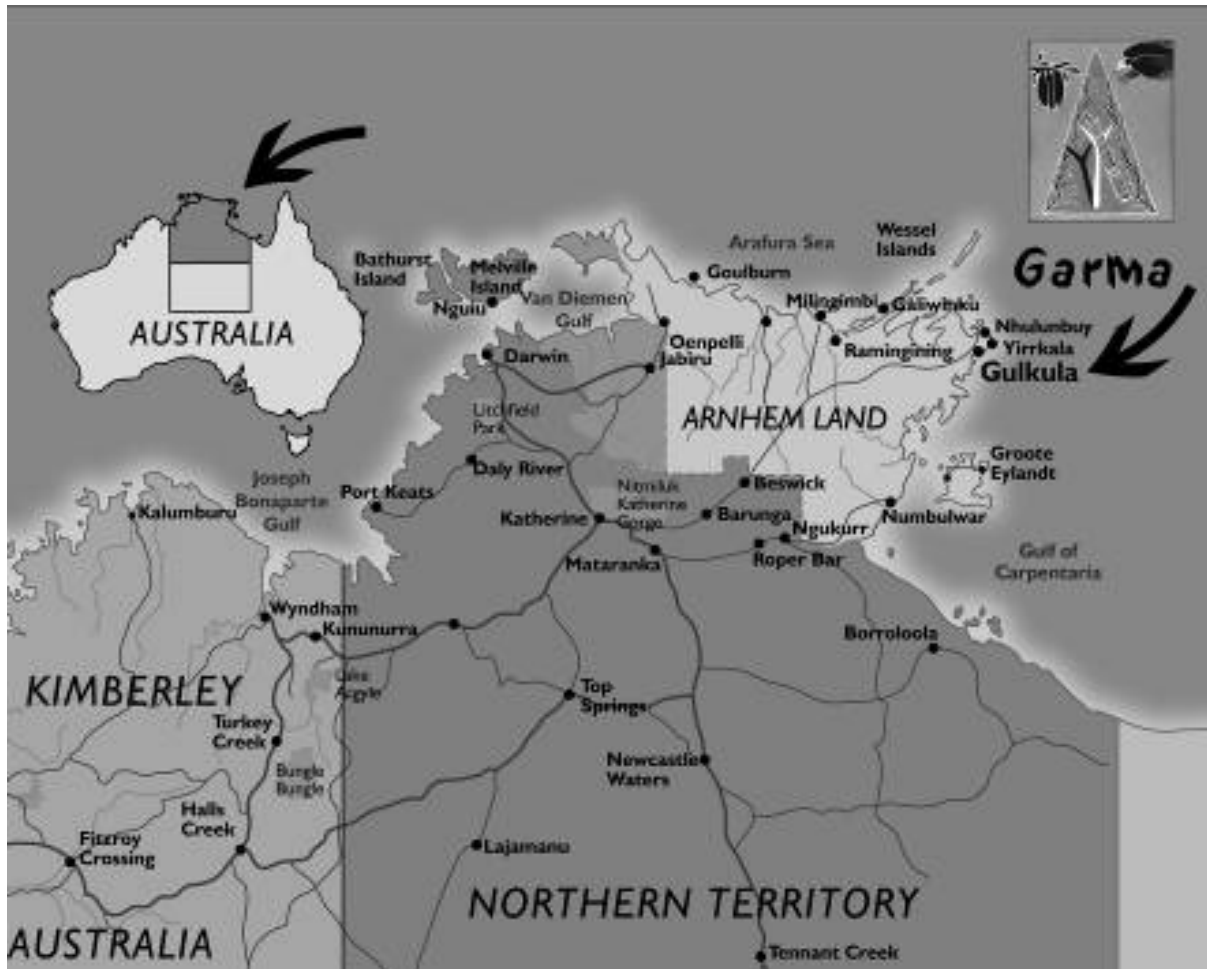 AUSTRALIA
Bathurst
Island
Melville
Island
Nguiu
Van Diemen
Gulf
Arafura Sea
Wessel
Islands
Garma
Goulburn
Milingimbi
Galiwinku
Nhulunbuy
Yirrkala
Gulkula
Ramingining
Oenpelli
Jabiru
Darwin
ARNHEM LAND
Litchfield
Park
Daly River
Port Keats
Joseph
Bonaparte
Gulf
Kalumburu
Groote
Eylandt
Nitmiluk
Katherine
Gorge
Beswick
Barunga
Katherine
Ngukurr
Numbulwar
Mataranka
Roper Bar
Gulf of
Carpentaria
Wyndham
Kununurra
Borroloola
KIMBERLEY
Lake
Argyle
Top
Springs
Turkey
Creek
Bungle
Bungle
Newcastle
Waters
Halls
Creek
Fitzroy
Crossing
Lajamanu
NORTHERN TERRITORY
AUSTRALIA
Tennant Creek